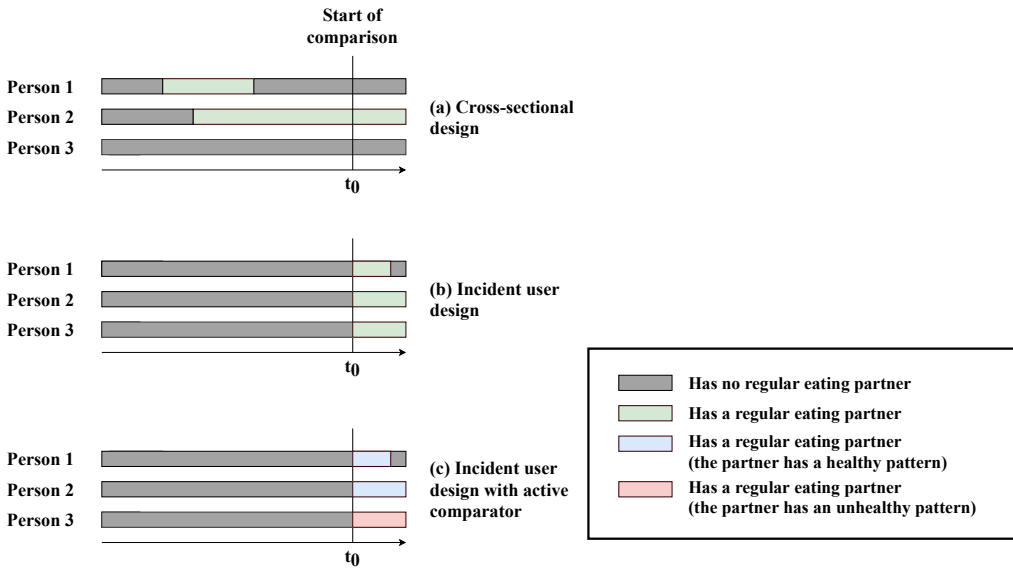 Start of
comparison
Person 1
Person 2
Person 3
(a) Cross-sectional
design
t0
Person 1
Person 2
Person 3
(b) Incident user
design
t0
Person 1
Person 2
Person 3
(c) Incident user
design with active
comparator
t0
Has no regular eating partner
Has a regular eating partner
Has a regular eating partner
(the partner has a healthy pattern)
Has a regular eating partner
(the partner has an unhealthy pattern)